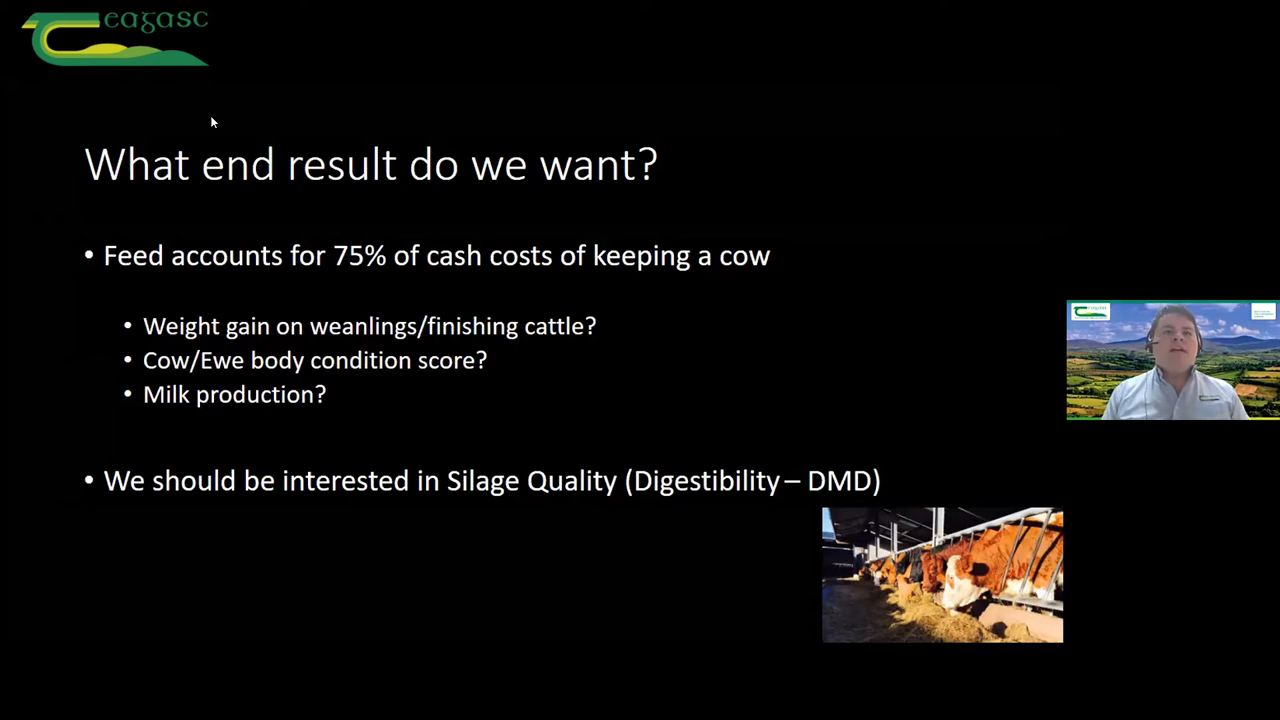 eagasc
What end result do we want?
• Feed accounts for 75% of cash costs of keeping a cow
• Weight gain on weanlings/finishing cattle?
• Cow/Ewe body condition score?
• Milk production?
• We should be interested in Silage Quality (Digestibility – DMD)